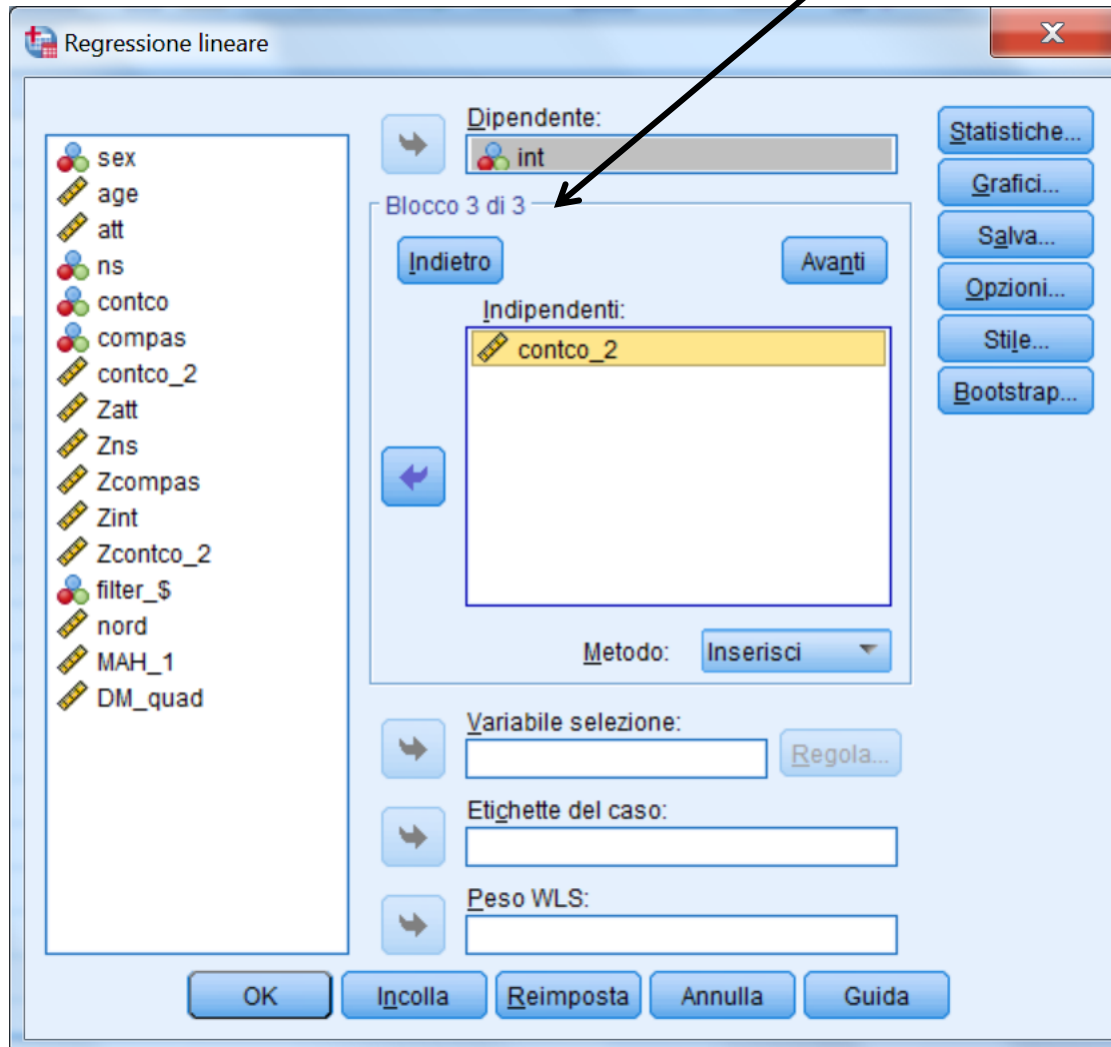 Regressione lineare
sex
age
att
ns
contco
compas
contco_2
Zatt
Zns
Zcompas
Zint
Zcontco_2
filter_$
nord
MAH_1
DM_quad
Dipendente:
int
Blocco 3 di 3
Indietro
Avanti
Indipendenti:
contco_2
Metodo: Inserisci
Variabile selezione:
Regola...
Etichette del caso:
Peso WLS:
Statistiche...
Grafici...
Salva...
Opzioni...
Stile...
Bootstrap...
OK Incolla Reimposta Annulla Guida